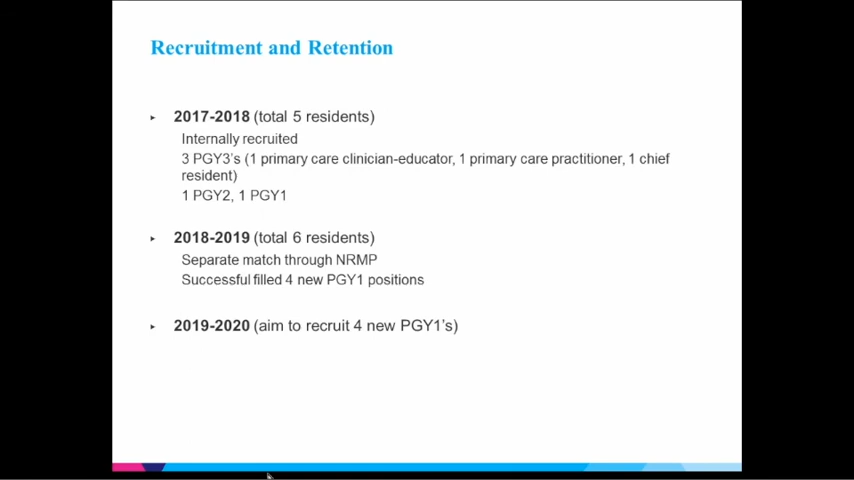 Recruitment and Retention
▸ 2017-2018 (total 5 residents)
Internally recruited
3 PGY3's (1 primary care clinician-educator, 1 primary care practitioner, 1 chief
resident)
1 PGY2, 1 PGY1
▸ 2018-2019 (total 6 residents)
Separate match through NRMP
Successful filled 4 new PGY1 positions
▸ 2019-2020 (aim to recruit 4 new PGY1's)